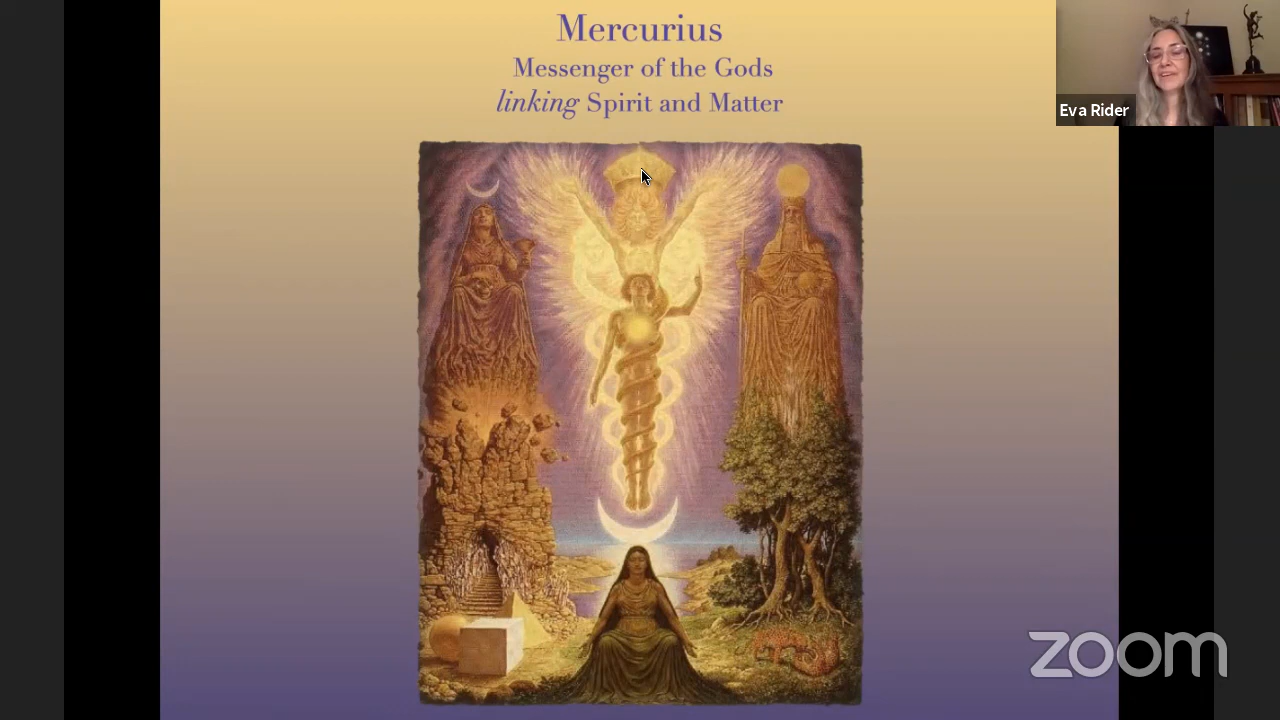 Mercurius
Messenger of the Gods
linking Spirit and Matter
Eva Rider
zoom